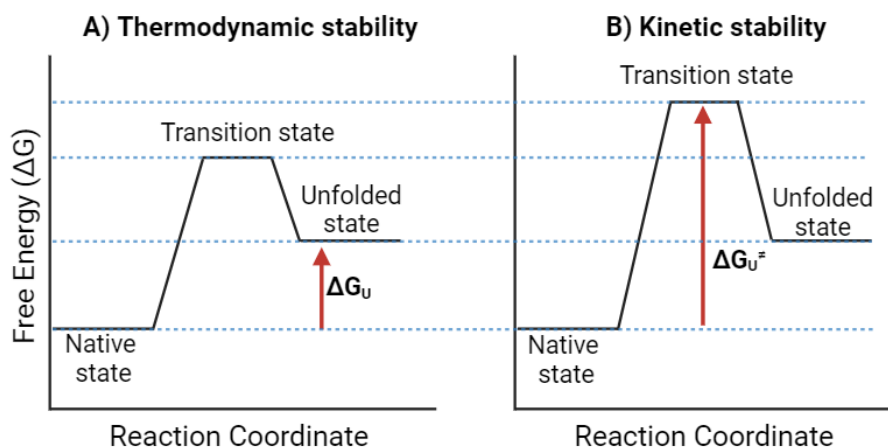 A) Thermodynamic stability
Free Energy (ΔG)
Transition state
Unfolded
state
ΔGᵤ
Native
state
Reaction Coordinate
B) Kinetic stability
Transition state
Unfolded
state
ΔGᵤ≠
Native
state
Reaction Coordinate